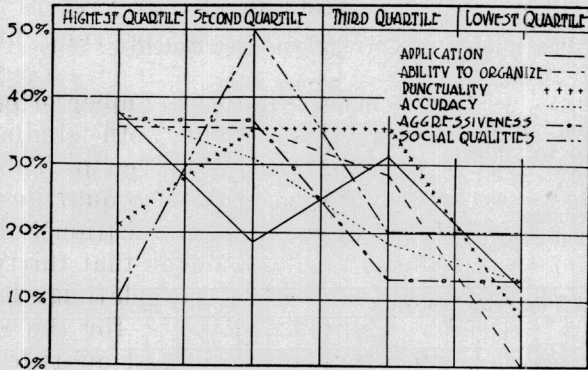 HIGHEST QUARTILE SECOND QUARTILE THIRD QUARTILE LOWEST QUARTILE
50%
APPLICATION
ABILITY TO ORGANIZE
PUNCTUALITY
40%
ACCURACY
AGGRESSIVENESS
SOCIAL QUALITIES
30%
20%
10%
0%